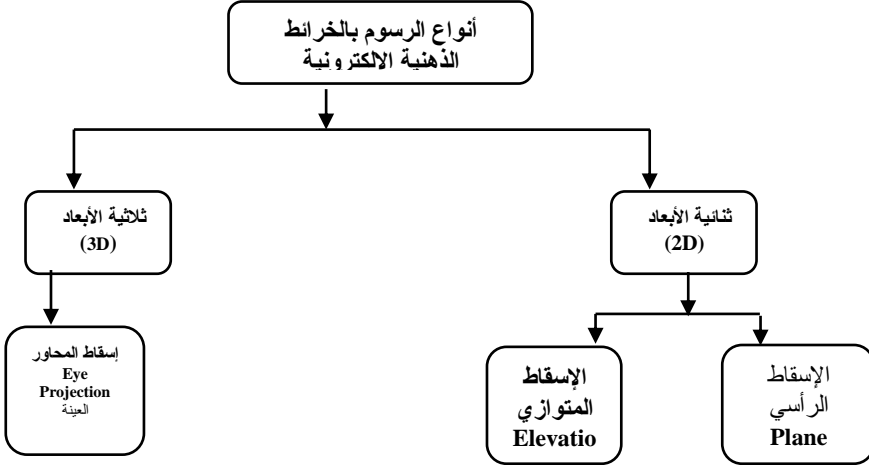 أنواع الرسوم بالخرائط
الذهنية الالكترونية
ثنائية الأبعاد
(2D)
ثلاثية الأبعاد
(3D)
الإسقاط
الرأسي
Plane
الإسقاط
المتوازي
Elevatio
إسقاط المحاور
Eye
Projection
العينة